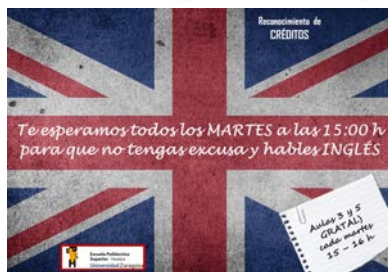 Reconocimiento de
CRÉDITOS
Te esperamos todos los MARTES a las 15:00 h
para que no tengas excusa y hables INGLÉS
Aulas 3 y 5
GRATAL)
cada martes
15 – 16 h
Escuela Politécnica
Superior - Huesca
Universidad Zaragoza